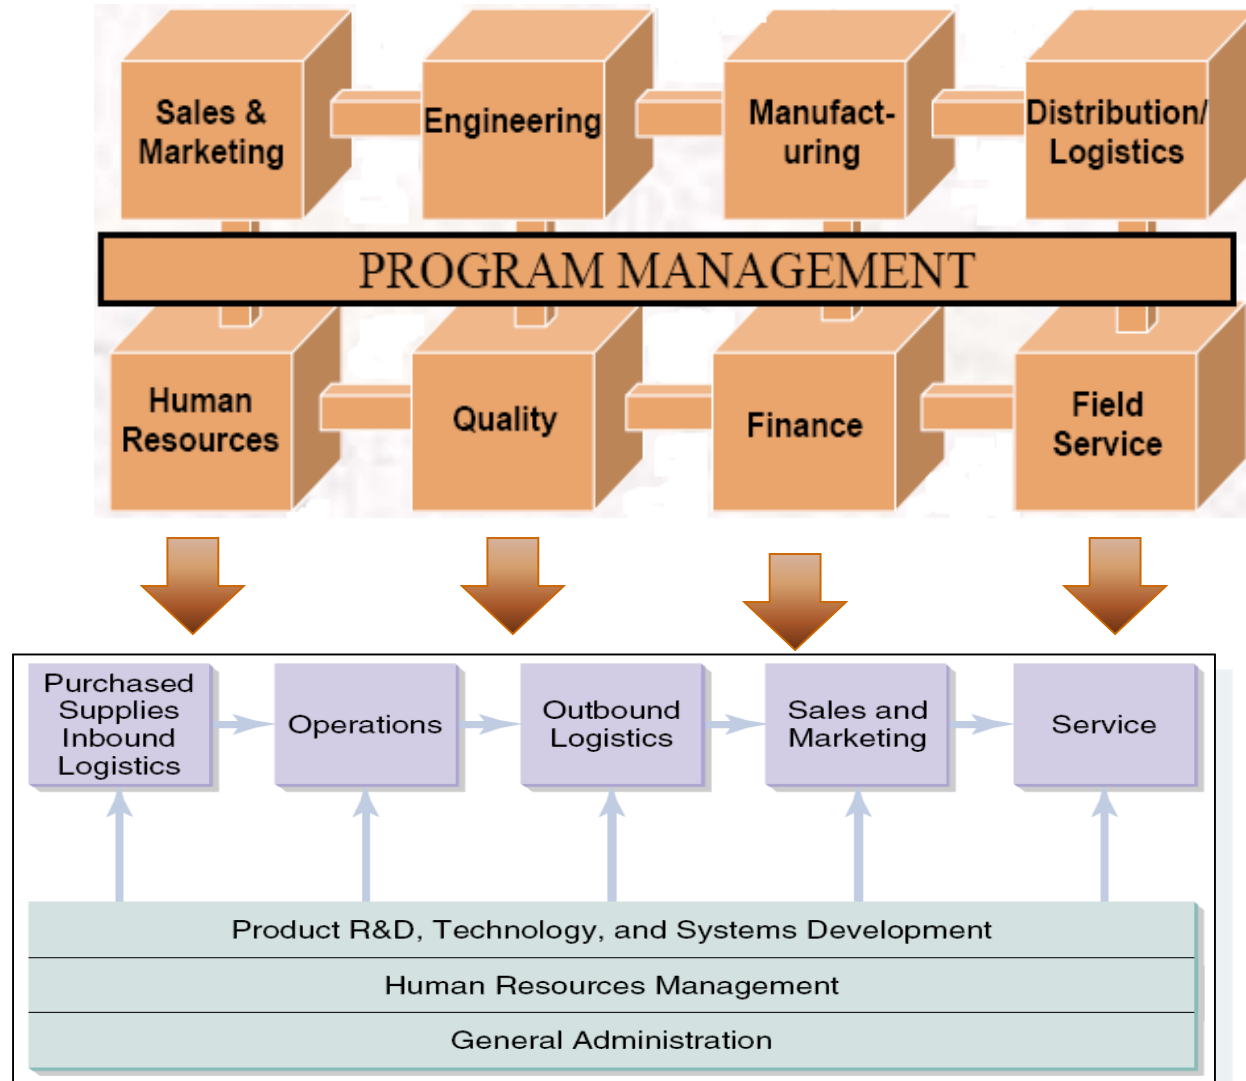 Sales &
Marketing
Engineering
Manufact-
uring
Distribution/
Logistics
PROGRAM MANAGEMENT
Human
Resources
Quality
Finance
Field
Service
Purchased
Supplies
Inbound
Logistics
Operations
Outbound
Logistics
Sales and
Marketing
Service
Product R&D, Technology, and Systems Development
Human Resources Management
General Administration